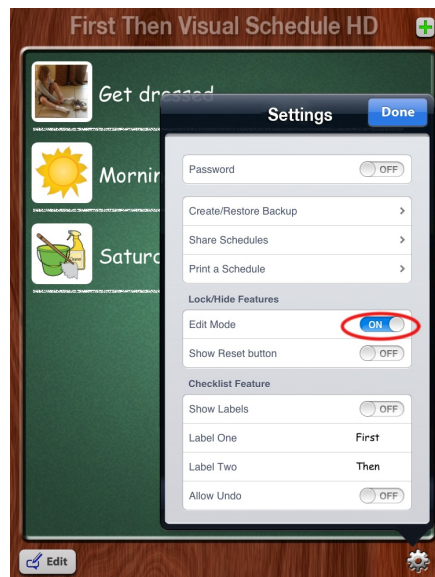 First Then Visual Schedule HD
Get dressed
Settings
Done
Mornin
Saturd
Password
OFF
Create/Restore Backup
Share Schedules
Print a Schedule
Lock/Hide Features
Edit Mode
ON
Show Reset button
OFF
Checklist Feature
Show Labels
OFF
Label One
First
Label Two
Then
Allow Undo
OFF
Edit